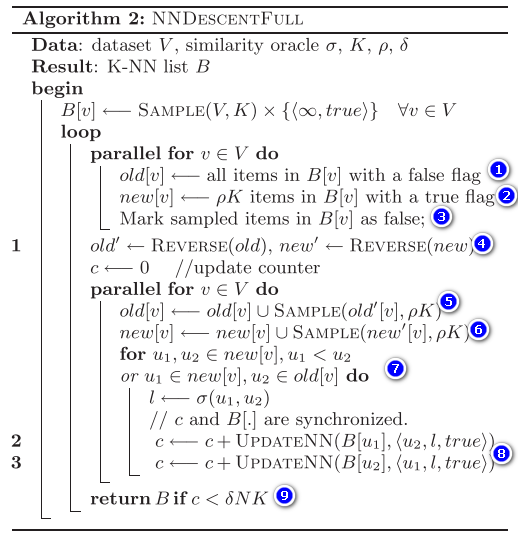 Algorithm 2: NNDESCENTFULL
Data: dataset V, similarity oracle σ, K, ρ, δ
Result: K-NN list B
begin
B[v] ⟵ SAMPLE(V, K) × {⟨∞, true⟩} ∀v ∈ V
loop
parallel for v ∈ V do
old[v] ⟵ all items in B[v] with a false flag 1
new[v] ⟵ ρK items in B[v] with a true flag 2
Mark sampled items in B[v] as false; 3
1 old′ ← REVERSE(old), new′ ← REVERSE(new) 4
c ⟵ 0 //update counter
parallel for v ∈ V do
old[v] ⟵ old[v] ∪ SAMPLE(old′[v], ρK) 5
new[v] ⟵ new[v] ∪ SAMPLE(new′[v], ρK) 6
for u₁, u₂ ∈ new[v], u₁ < u₂
or u₁ ∈ new[v], u₂ ∈ old[v] do 7
l ⟵ σ(u₁, u₂)
// c and B[.] are synchronized.
2 c ⟵ c + UPDATENN(B[u₁], ⟨u₂, l, true⟩)
3 c ⟵ c + UPDATENN(B[u₂], ⟨u₁, l, true⟩) 8
return B if c < δNK 9